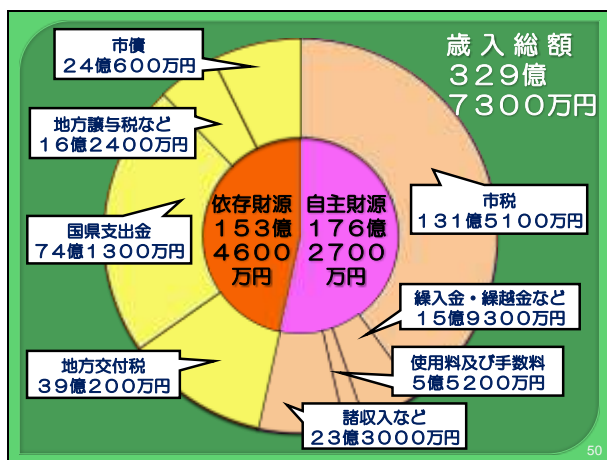 歳入総額
３２９億
７３００万円
市債
２４億６００万円
地方譲与税など
１６億２４００万円
国県支出金
７４億１３００万円
地方交付税
３９億２００万円
依存財源
１５３億
４６００
万円
自主財源
１７６億
２７００
万円
市税
１３１億５１００万円
繰入金・繰越金など
１５億９３００万円
使用料及び手数料
５億５２００万円
諸収入など
２３億３０００万円
50